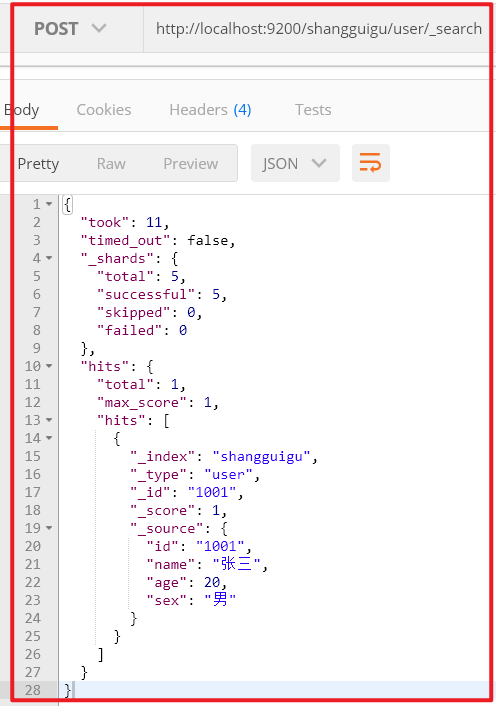 POST http://localhost:9200/shangguigu/user/_search
Body Cookies Headers (4) Tests
Pretty Raw Preview JSON
1 {
2 "took": 11,
3 "timed_out": false,
4 "_shards": {
5 "total": 5,
6 "successful": 5,
7 "skipped": 0,
8 "failed": 0
9 },
10 "hits": {
11 "total": 1,
12 "max_score": 1,
13 "hits": [
14 {
15 "_index": "shangguigu",
16 "_type": "user",
17 "_id": "1001",
18 "_score": 1,
19 "_source": {
20 "id": "1001",
21 "name": "张三",
22 "age": 20,
23 "sex": "男"
24 }
25 }
26 ]
27 }
28 }